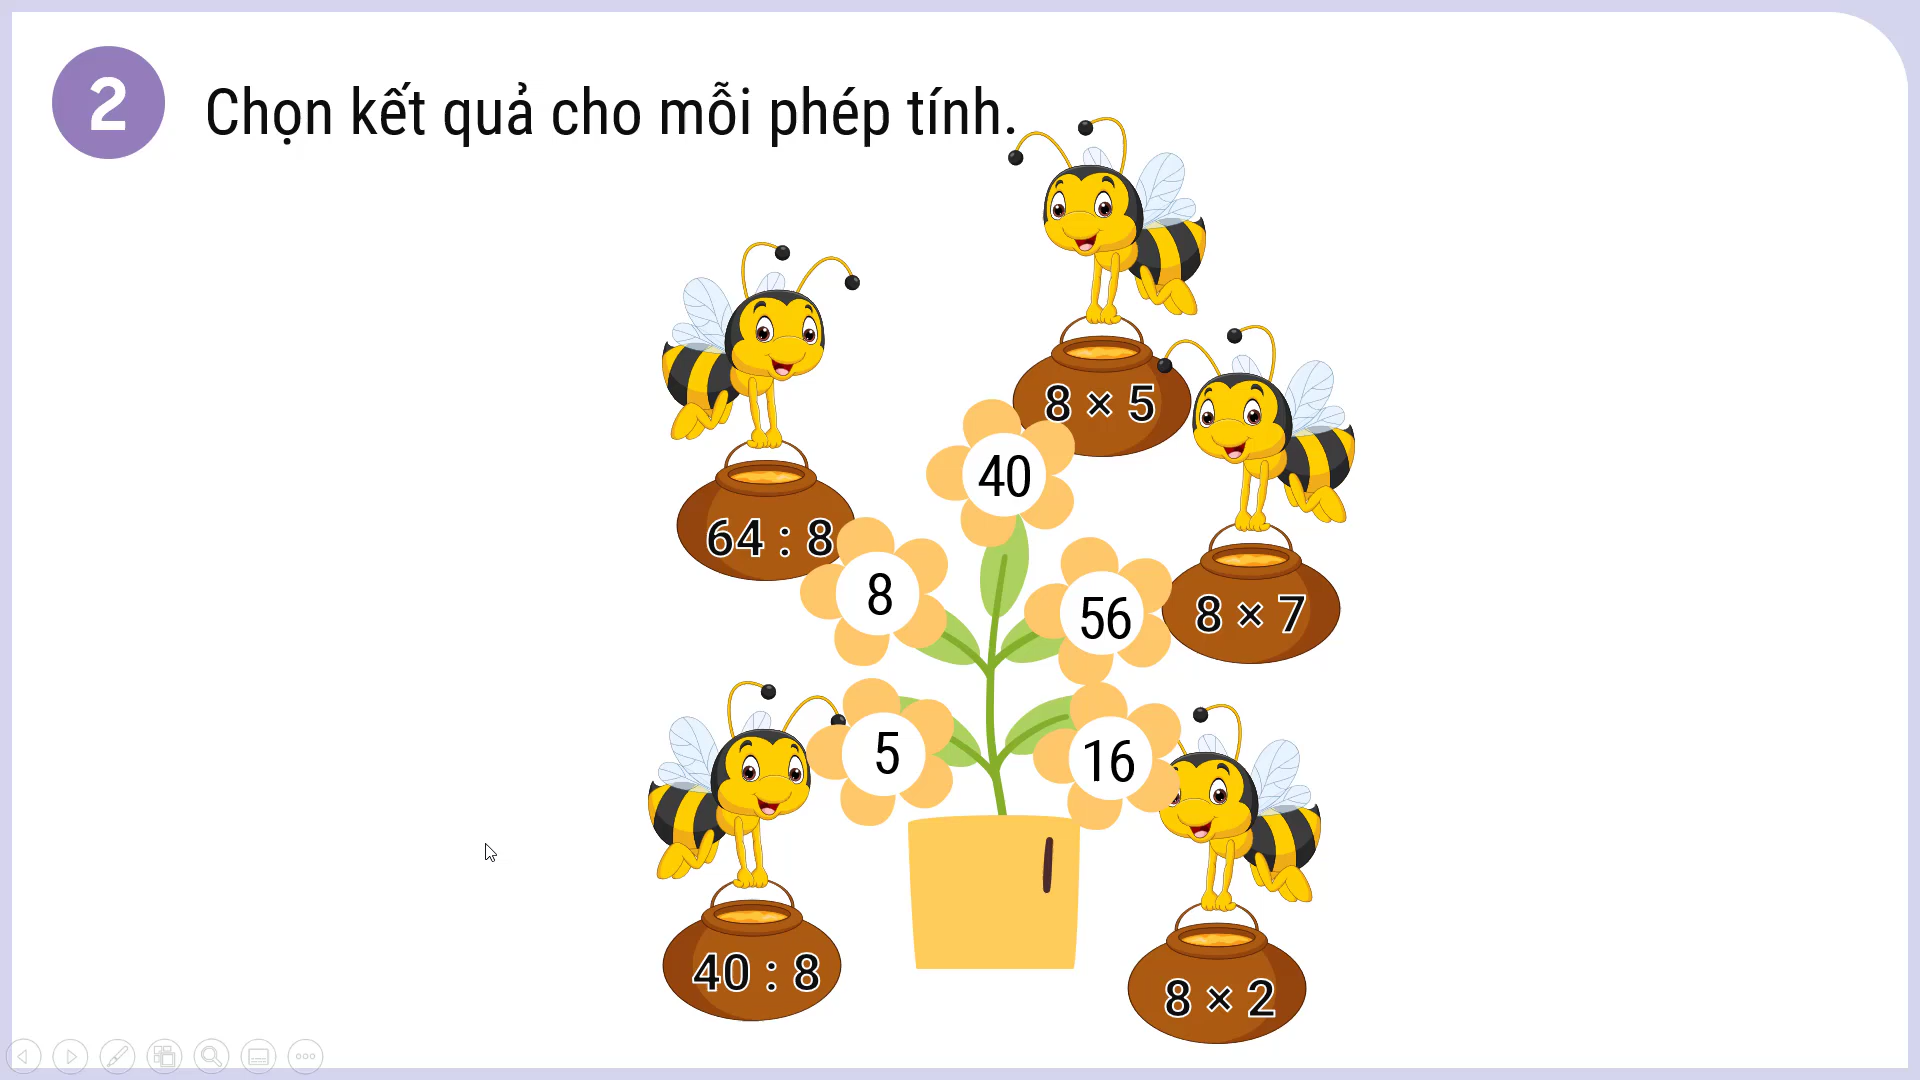 2
Chọn kết quả cho mỗi phép tính.
8 × 5
40
64 : 8
8
56
8 × 7
5
16
40 : 8
8 × 2